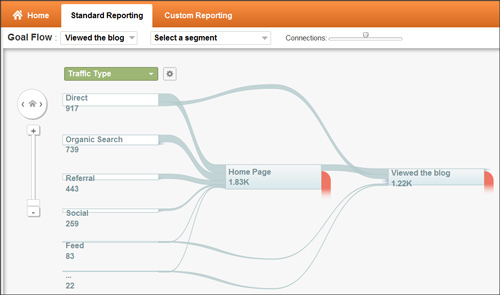 Home Standard Reporting Custom Reporting
Goal Flow : Viewed the blog Select a segment Connections:
Traffic Type
Direct
917
Organic Search
739
Referral
443
Social
259
Feed
83
...
22
Home Page
1.83K
Viewed the blog
1.22K
+
-